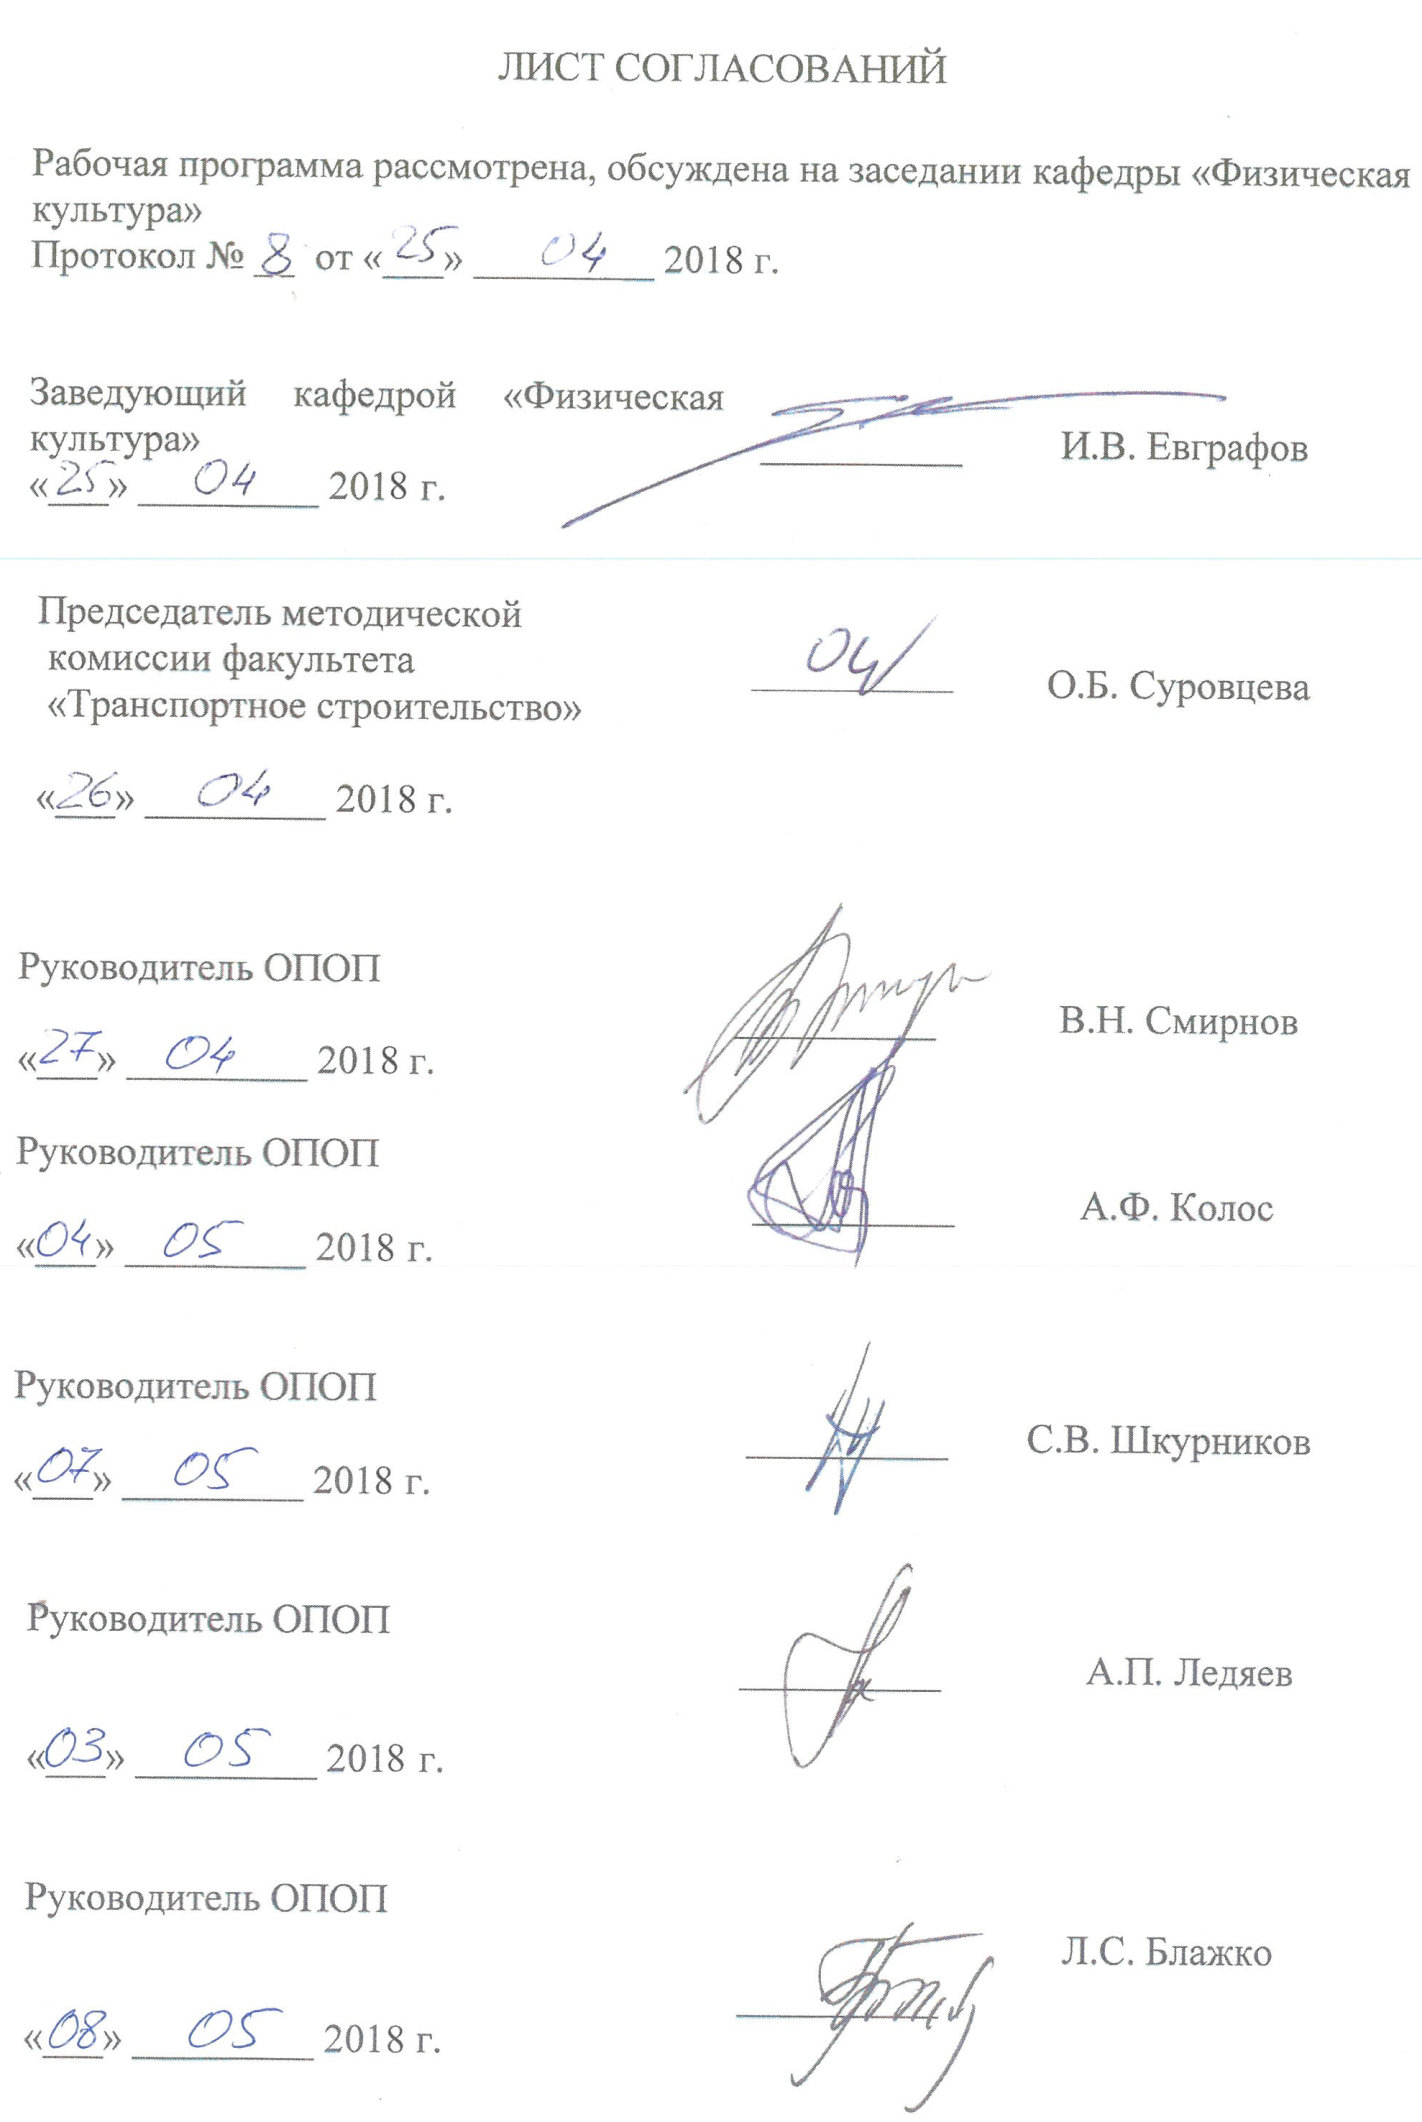 ЛИСТ СОГЛАСОВАНИЙ
Рабочая программа рассмотрена, обсуждена на заседании кафедры «Физическая
культура»
Протокол № 8 от «25» 04 2018 г.
Заведующий кафедрой «Физическая
культура»
И.В. Евграфов
«25» 04 2018 г.
Председатель методической
комиссии факультета
«Транспортное строительство»
О.Б. Суровцева
«26» 04 2018 г.
Руководитель ОПОП
В.Н. Смирнов
«27» 04 2018 г.
Руководитель ОПОП
А.Ф. Колос
«04» 05 2018 г.
Руководитель ОПОП
С.В. Шкурников
«07» 05 2018 г.
Руководитель ОПОП
А.П. Ледяев
«03» 05 2018 г.
Руководитель ОПОП
Л.С. Блажко
«08» 05 2018 г.